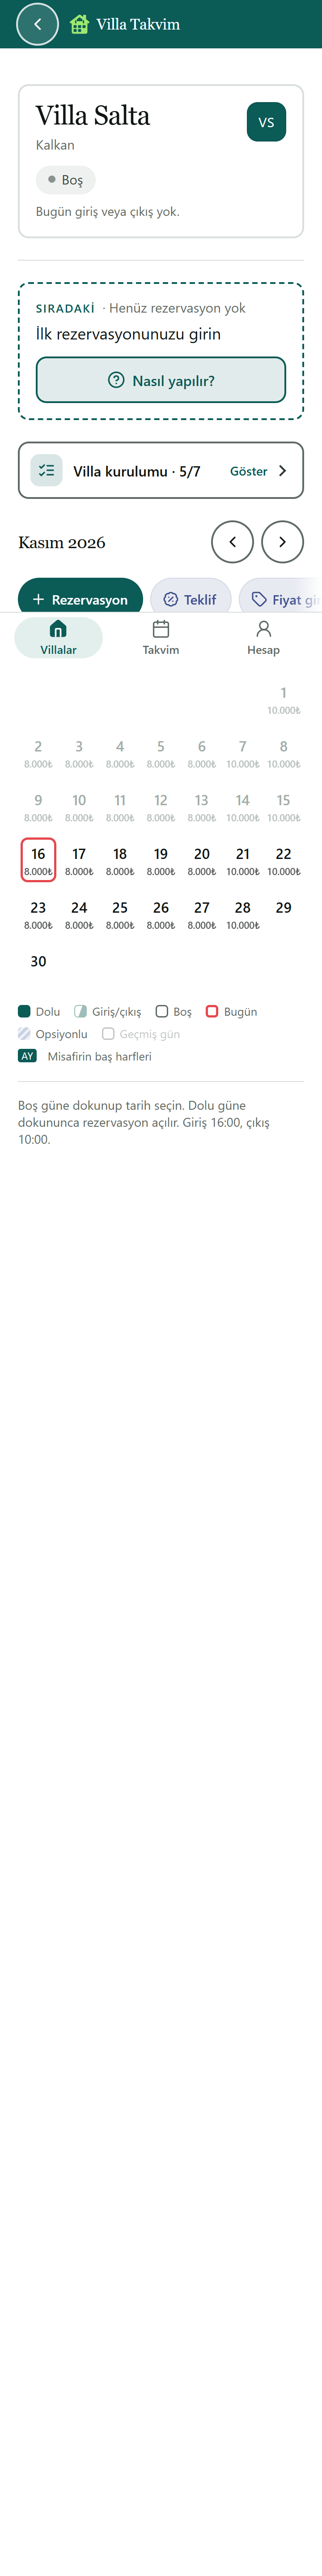 Villa Takvim
Villa Salta
VS
Kalkan
Boş
Bugün giriş veya çıkış yok.
SIRADAKİ · Henüz rezervasyon yok
İlk rezervasyonunuzu girin
Nasıl yapılır?
Villa kurulumu · 5/7 Göster
Kasım 2026
Rezervasyon Teklif Fiyat gir
Villalar Takvim Hesap
1
10.000₺
2 3 4 5 6 7 8
8.000₺ 8.000₺ 8.000₺ 8.000₺ 8.000₺ 10.000₺ 10.000₺
9 10 11 12 13 14 15
8.000₺ 8.000₺ 8.000₺ 8.000₺ 8.000₺ 10.000₺ 10.000₺
16 17 18 19 20 21 22
8.000₺ 8.000₺ 8.000₺ 8.000₺ 8.000₺ 10.000₺ 10.000₺
23 24 25 26 27 28 29
8.000₺ 8.000₺ 8.000₺ 8.000₺ 8.000₺ 10.000₺
30
Dolu Giriş/çıkış Boş Bugün
Opsiyonlu Geçmiş gün
AY Misafirin baş harfleri
Boş güne dokunup tarih seçin. Dolu güne
dokununca rezervasyon açılır. Giriş 16:00, çıkış
10:00.